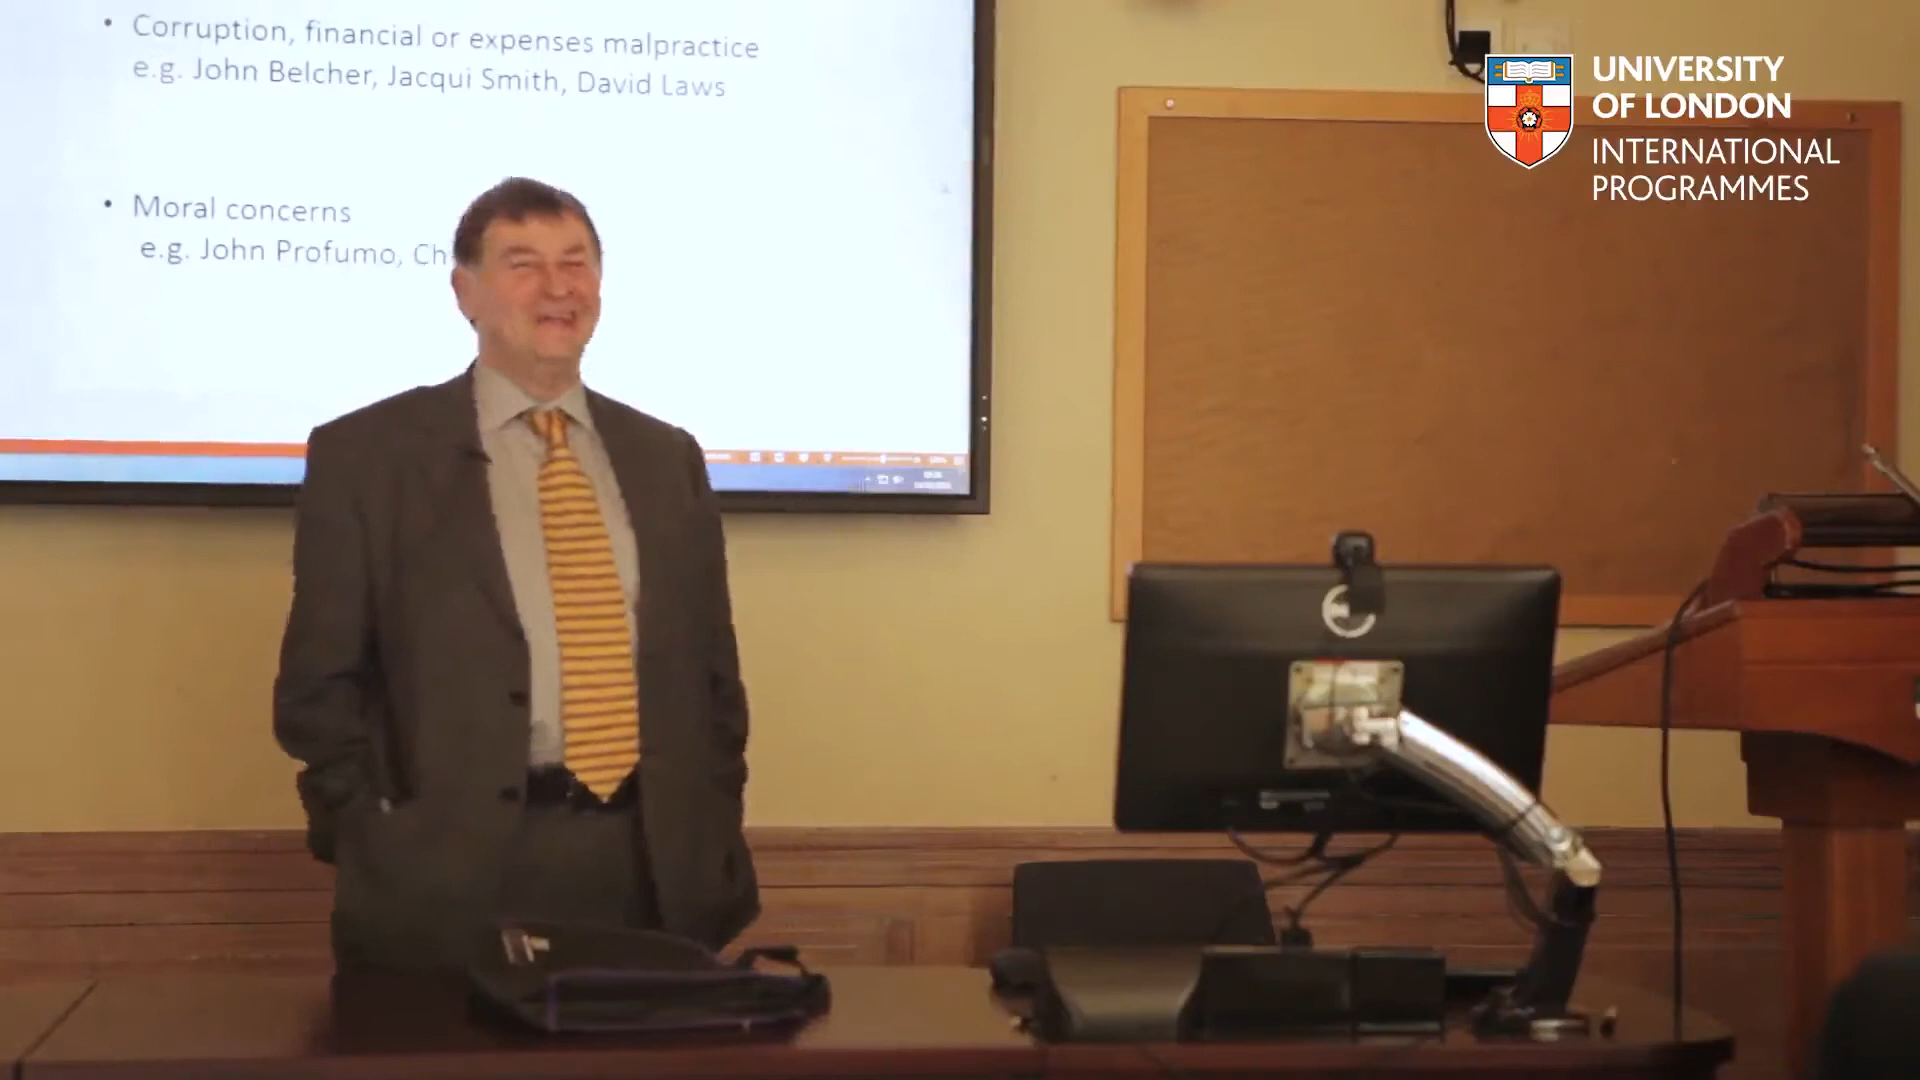 • Corruption, financial or expenses malpractice
e.g. John Belcher, Jacqui Smith, David Laws
• Moral concerns
e.g. John Profumo, Ch
UNIVERSITY
OF LONDON
INTERNATIONAL
PROGRAMMES